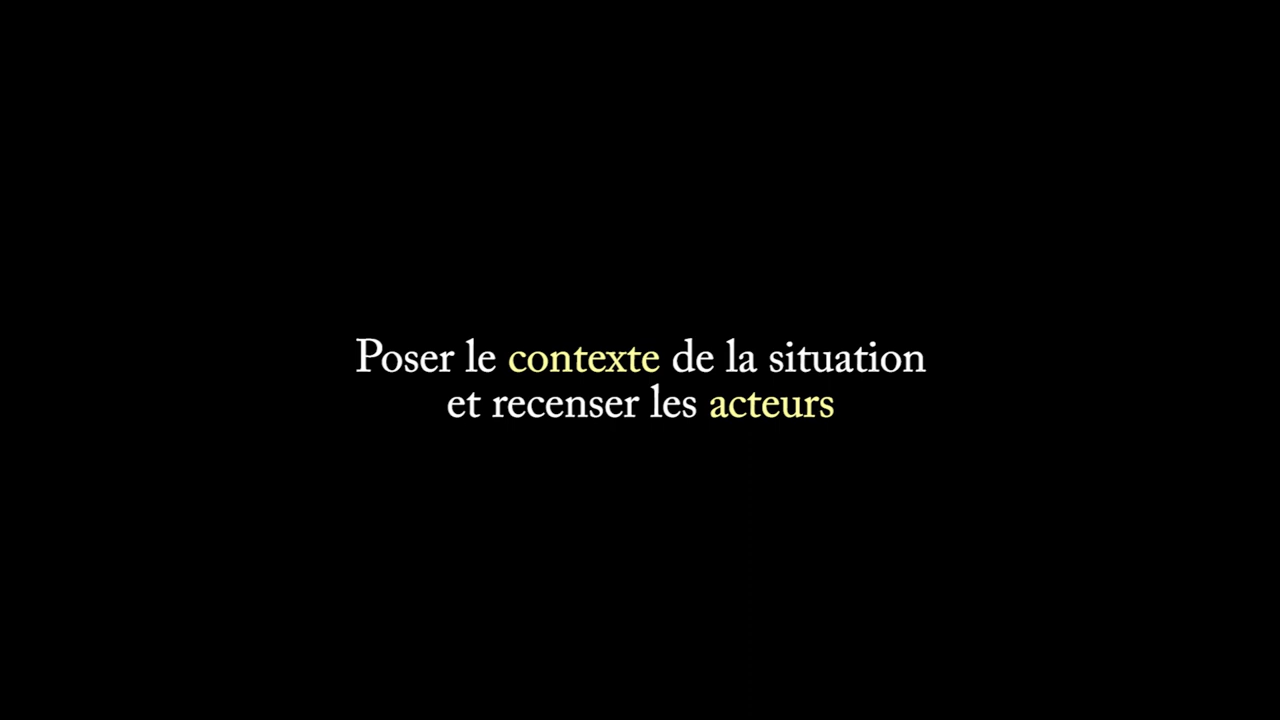 Poser le contexte de la situation
et recenser les acteurs